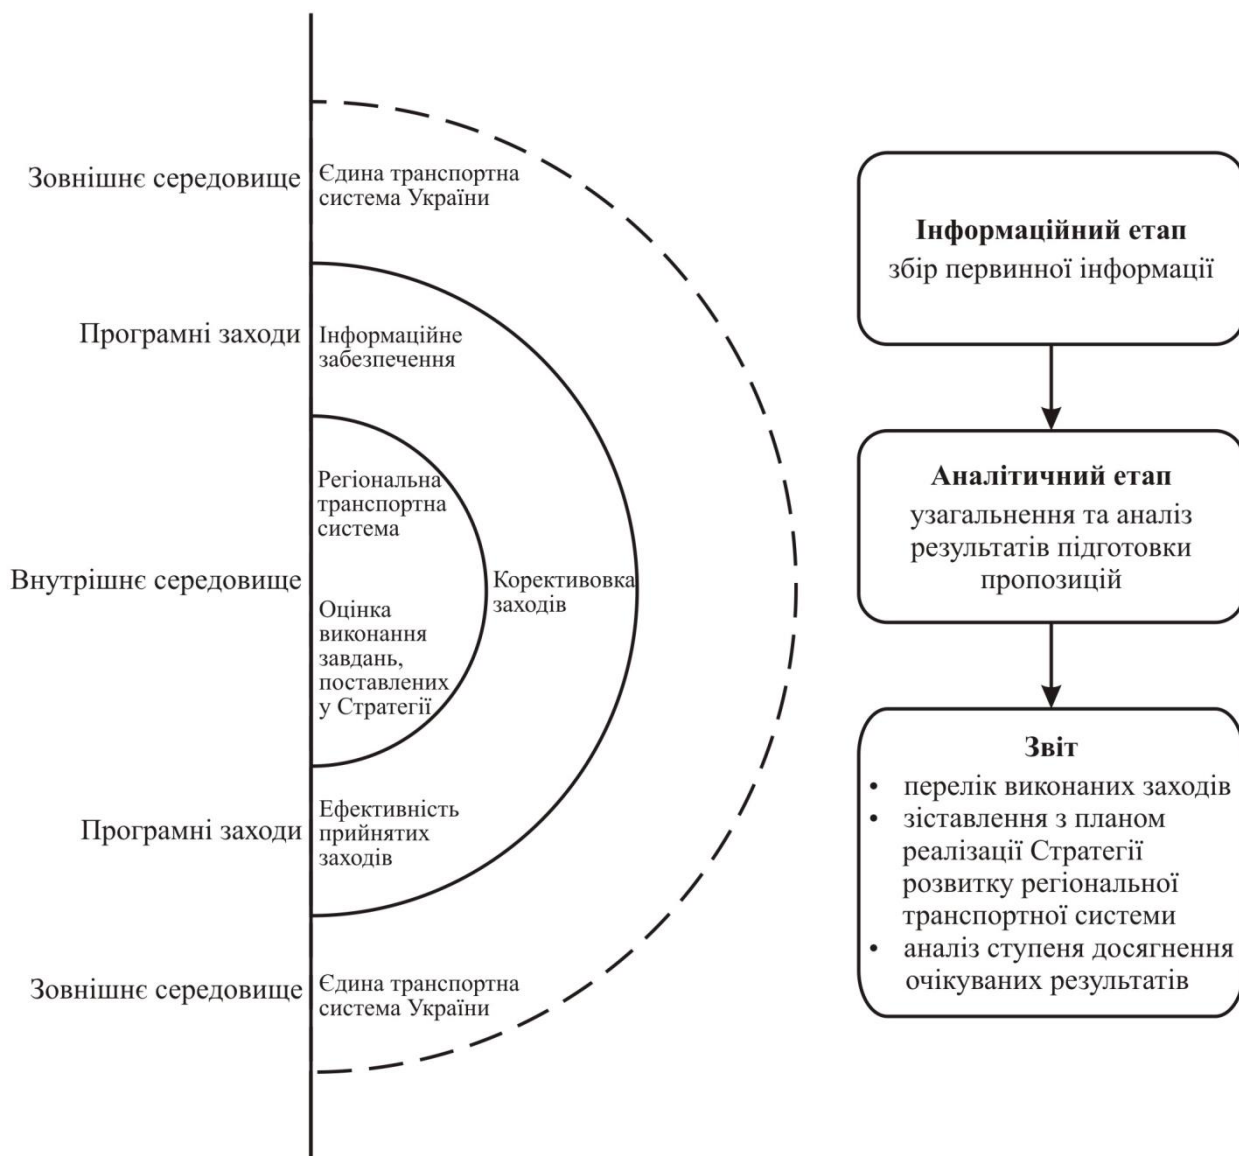 Зовнішнє середовище
Єдина транспортна
система України
Програмні заходи
Інформаційне
забезпечення
Регіональна
транспортна
система
Внутрішнє середовище
Корективовка
заходів
Оцінка
виконання
завдань,
поставлених
у Стратегії
Програмні заходи
Ефективність
прийнятих
заходів
Зовнішнє середовище
Єдина транспортна
система України
Інформаційний етап
збір первинної інформації
Аналітичний етап
узагальнення та аналіз
результатів підготовки
пропозицій
Звіт
• перелік виконаних заходів
• зіставлення з планом
реалізації Стратегії
розвитку регіональної
транспортної системи
• аналіз ступеня досягнення
очікуваних результатів